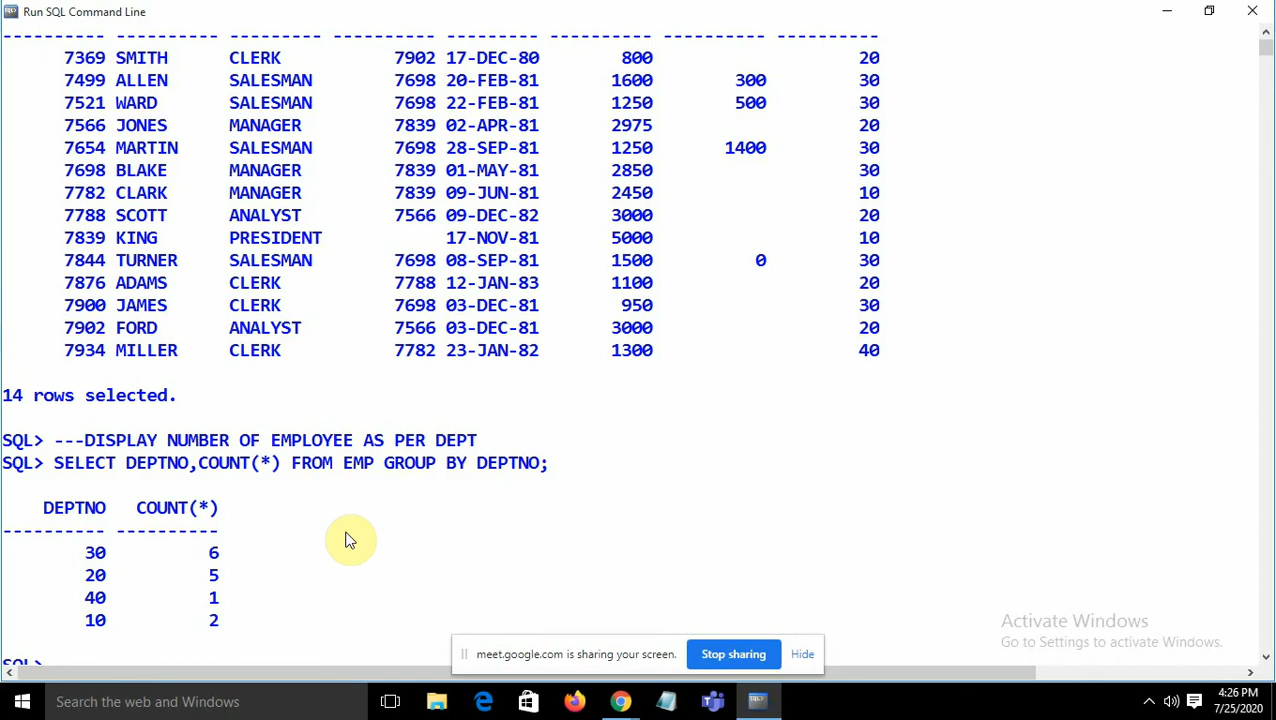 Run SQL Command Line
---------- ---------- --------- ---------- --------- ---------- ---------- ----------
7369 SMITH CLERK 7902 17-DEC-80 800 20
7499 ALLEN SALESMAN 7698 20-FEB-81 1600 300 30
7521 WARD SALESMAN 7698 22-FEB-81 1250 500 30
7566 JONES MANAGER 7839 02-APR-81 2975 20
7654 MARTIN SALESMAN 7698 28-SEP-81 1250 1400 30
7698 BLAKE MANAGER 7839 01-MAY-81 2850 30
7782 CLARK MANAGER 7839 09-JUN-81 2450 10
7788 SCOTT ANALYST 7566 09-DEC-82 3000 20
7839 KING PRESIDENT 17-NOV-81 5000 10
7844 TURNER SALESMAN 7698 08-SEP-81 1500 0 30
7876 ADAMS CLERK 7788 12-JAN-83 1100 20
7900 JAMES CLERK 7698 03-DEC-81 950 30
7902 FORD ANALYST 7566 03-DEC-81 3000 20
7934 MILLER CLERK 7782 23-JAN-82 1300 40
14 rows selected.
SQL> ---DISPLAY NUMBER OF EMPLOYEE AS PER DEPT
SQL> SELECT DEPTNO,COUNT(*) FROM EMP GROUP BY DEPTNO;
DEPTNO COUNT(*)
---------- ----------
30 6
20 5
40 1
10 2
SQL>
Activate Windows
Go to Settings to activate Windows.
meet.google.com is sharing your screen. Stop sharing Hide
Search the web and Windows
4:26 PM
7/25/2020